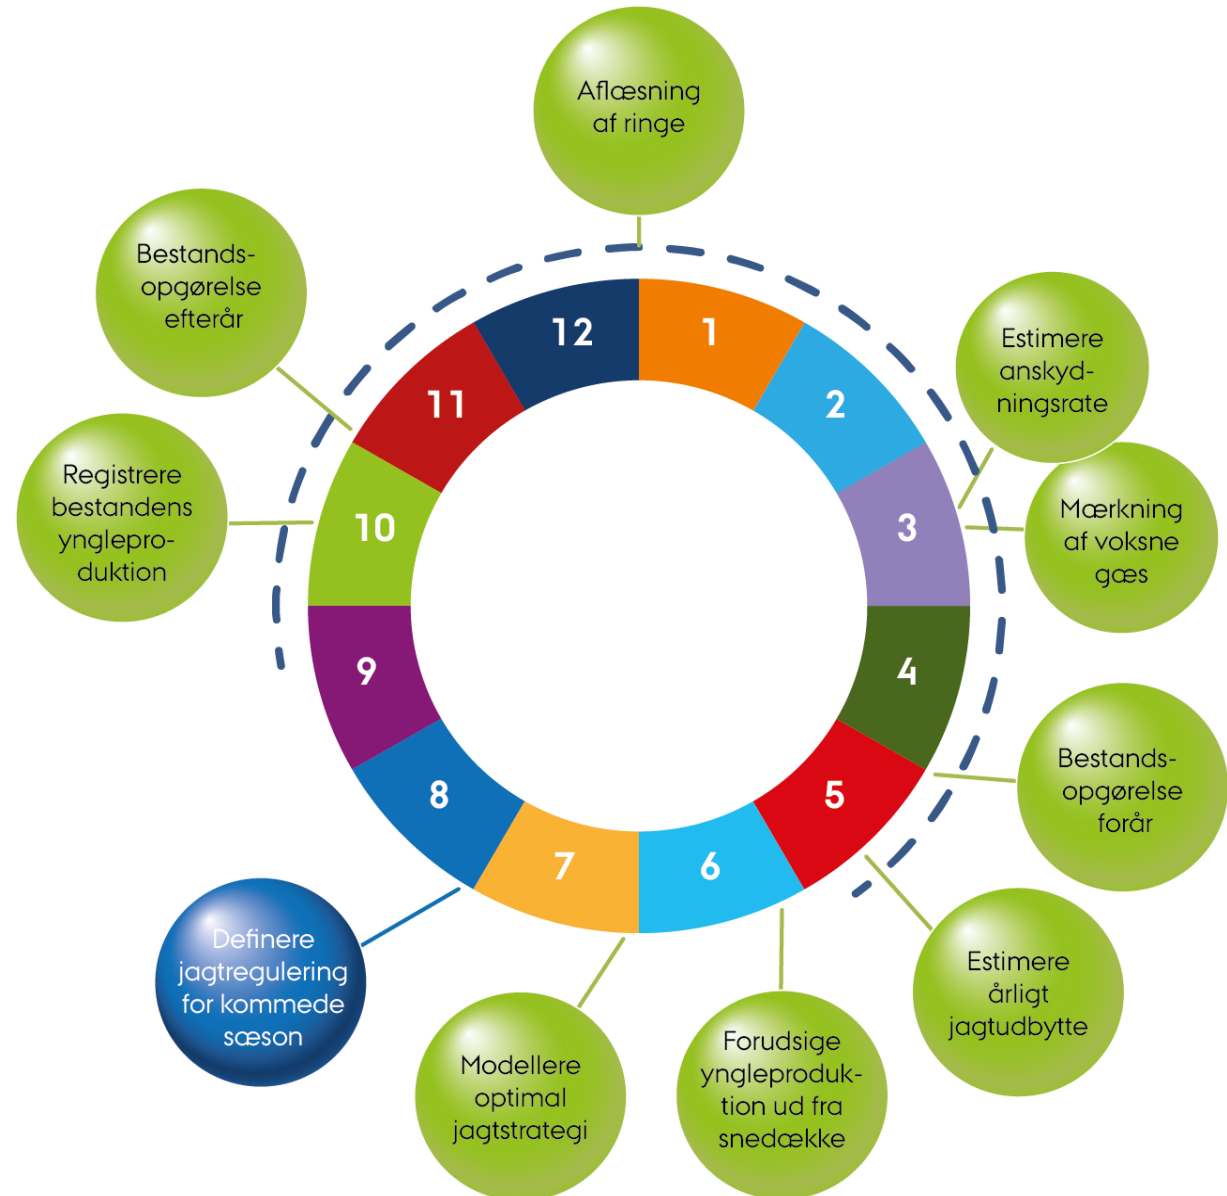 Aflæsning
af ringe
Bestands-
opgørelse
efterår
Estimere
anskyd-
ningsrate
Registrere
bestandens
ynglepro-
duktion
Mærkning
af voksne
gæs
12
1
11
2
10
3
9
4
8
5
7
6
Bestands-
opgørelse
forår
Definere
jagtregulering
for kommede
sæson
Estimere
årligt
jagtudbytte
Modellere
optimal
jagtstrategi
Forudsige
yngleproduk-
tion ud fra
snedække